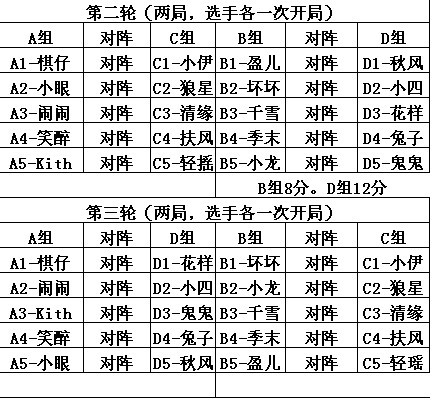 第二轮（两局，选手各一次开局）
A组 对阵 C组 B组 对阵 D组
A1-棋仔 对阵 C1-小伊 B1-盈儿 对阵 D1-秋风
A2-小眼 对阵 C2-狼星 B2-坏坏 对阵 D2-小四
A3-闹闹 对阵 C3-清缘 B3-千雪 对阵 D3-花样
A4-笑醉 对阵 C4-扶风 B4-季末 对阵 D4-兔子
A5-Kith 对阵 C5-轻摇 B5-小龙 对阵 D5-鬼鬼
B组8分。D组12分
第三轮（两局，选手各一次开局）
A组 对阵 D组 B组 对阵 C组
A1-棋仔 对阵 D1-花样 B1-坏坏 对阵 C1-小伊
A2-闹闹 对阵 D2-小四 B2-小龙 对阵 C2-狼星
A3-Kith 对阵 D3-鬼鬼 B3-千雪 对阵 C3-清缘
A4-笑醉 对阵 D4-兔子 B4-季末 对阵 C4-扶风
A5-小眼 对阵 D5-秋风 B5-盈儿 对阵 C5-轻瑶